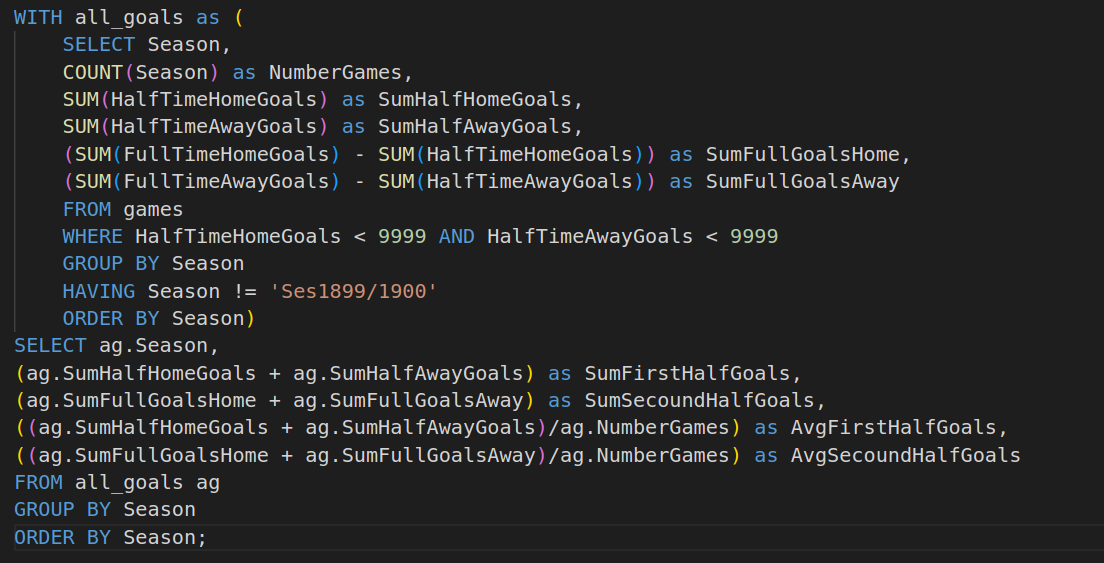 WITH all_goals as (
    SELECT Season,
    COUNT(Season) as NumberGames,
    SUM(HalfTimeHomeGoals) as SumHalfHomeGoals,
    SUM(HalfTimeAwayGoals) as SumHalfAwayGoals,
    (SUM(FullTimeHomeGoals) - SUM(HalfTimeHomeGoals)) as SumFullGoalsHome,
    (SUM(FullTimeAwayGoals) - SUM(HalfTimeAwayGoals)) as SumFullGoalsAway
    FROM games
    WHERE HalfTimeHomeGoals < 9999 AND HalfTimeAwayGoals < 9999
    GROUP BY Season
    HAVING Season != 'Ses1899/1900'
    ORDER BY Season)
SELECT ag.Season,
(ag.SumHalfHomeGoals + ag.SumHalfAwayGoals) as SumFirstHalfGoals,
(ag.SumFullGoalsHome + ag.SumFullGoalsAway) as SumSecoundHalfGoals,
((ag.SumHalfHomeGoals + ag.SumHalfAwayGoals)/ag.NumberGames) as AvgFirstHalfGoals,
((ag.SumFullGoalsHome + ag.SumFullGoalsAway)/ag.NumberGames) as AvgSecoundHalfGoals
FROM all_goals ag
GROUP BY Season
ORDER BY Season;